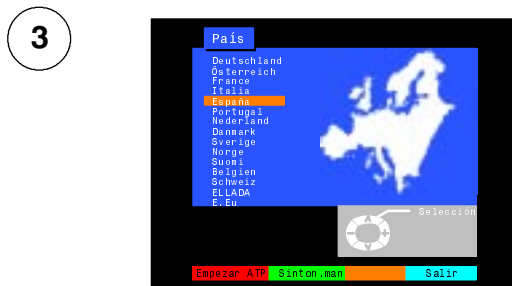 3
País
Deutschland
Österreich
France
Italia
España
Portugal
Nederland
Danmark
Sverige
Norge
Suomi
Belgien
Schweiz
ELLADA
E.Eu
Selección
Empezar ATP Sinton.man Salir